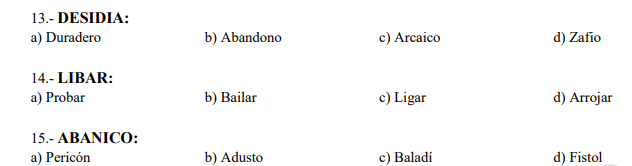 13.- DESIDIA:
a) Duradero b) Abandono c) Arcaico d) Zafio
14.- LIBAR:
a) Probar b) Bailar c) Ligar d) Arrojar
15.- ABANICO:
a) Pericón b) Adusto c) Baladí d) Fistol